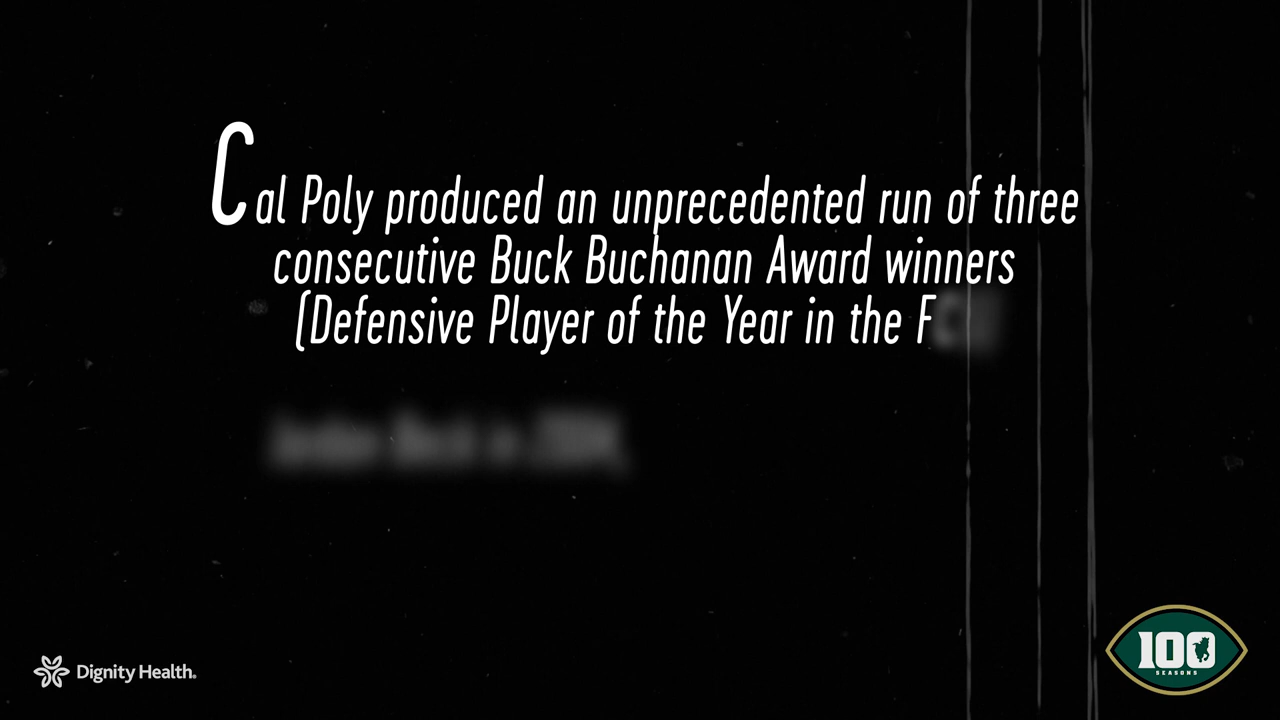 Cal Poly produced an unprecedented run of three
consecutive Buck Buchanan Award winners
(Defensive Player of the Year in the F
Dignity Health.
100
SEASONS